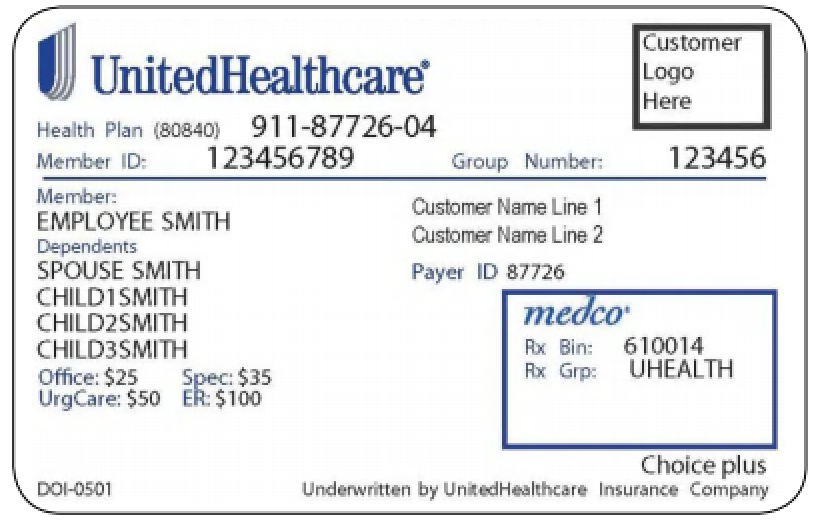 UnitedHealthcare®
Customer
Logo
Here
Health Plan (80840) 911-87726-04
Member ID: 123456789 Group Number: 123456
Member:
EMPLOYEE SMITH
Dependents
SPOUSE SMITH
CHILD1SMITH
CHILD2SMITH
CHILD3SMITH
Office: $25 Spec: $35
UrgCare: $50 ER: $100
Customer Name Line 1
Customer Name Line 2
Payer ID 87726
medco®
Rx Bin: 610014
Rx Grp: UHEALTH
Choice plus
DOI-0501 Underwritten by UnitedHealthcare Insurance Company